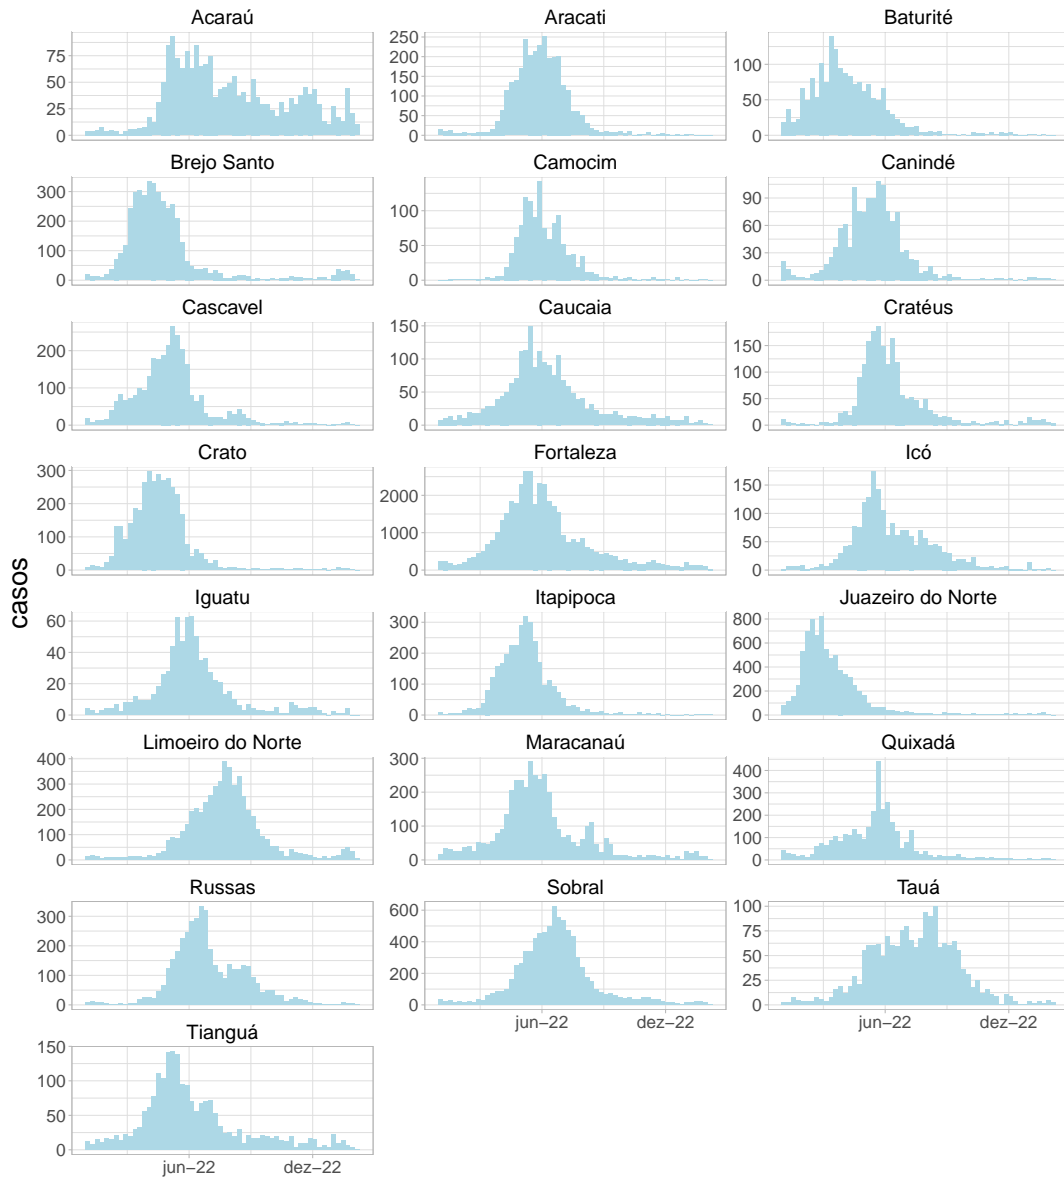 casos
Acaraú Aracati Baturité
75 50 25 0
250 200 150 100 50 0
100 50 0
Brejo Santo Camocim Canindé
300 200 100 0
100 50 0
90 60 30 0
Cascavel Caucaia Cratéus
200 100 0
150 100 50 0
150 100 50 0
Crato Fortaleza Icó
300 200 100 0
2000 1000 0
150 100 50 0
Iguatu Itapipoca Juazeiro do Norte
60 40 20 0
300 200 100 0
800 600 400 200 0
Limoeiro do Norte Maracanaú Quixadá
400 300 200 100 0
300 200 100 0
400 300 200 100 0
Russas Sobral Tauá
300 200 100 0
600 400 200 0
100 75 50 25 0
jun−22 dez−22 jun−22 dez−22
Tianguá
150 100 50 0
jun−22 dez−22